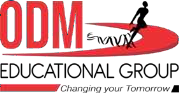 ODM
EDUCATIONAL GROUP
Changing your Tomorrow